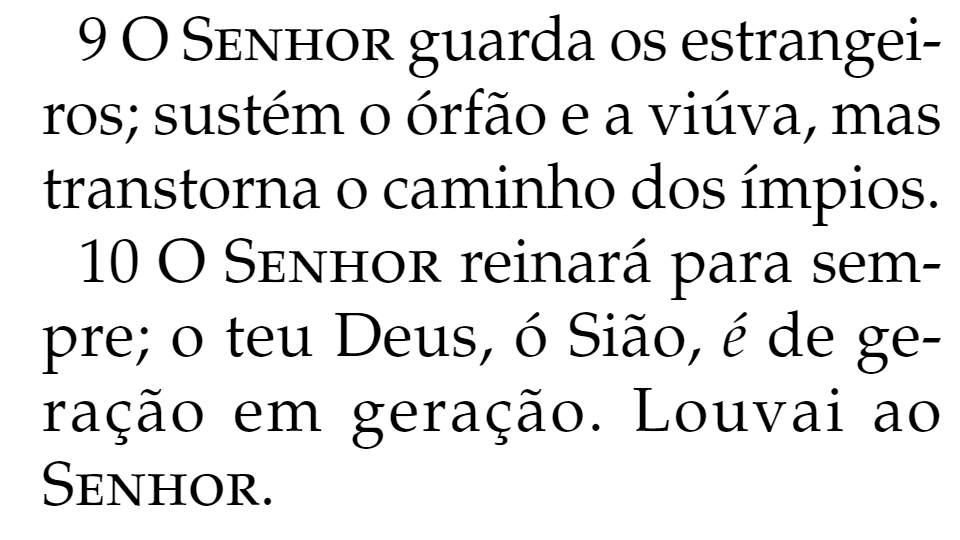 9 O SENHOR guarda os estrangei-
ros; sustém o órfão e a viúva, mas
transtorna o caminho dos ímpios.
10 O SENHOR reinará para sem-
pre; o teu Deus, ó Sião, é de ge-
ração em geração. Louvai ao
SENHOR.